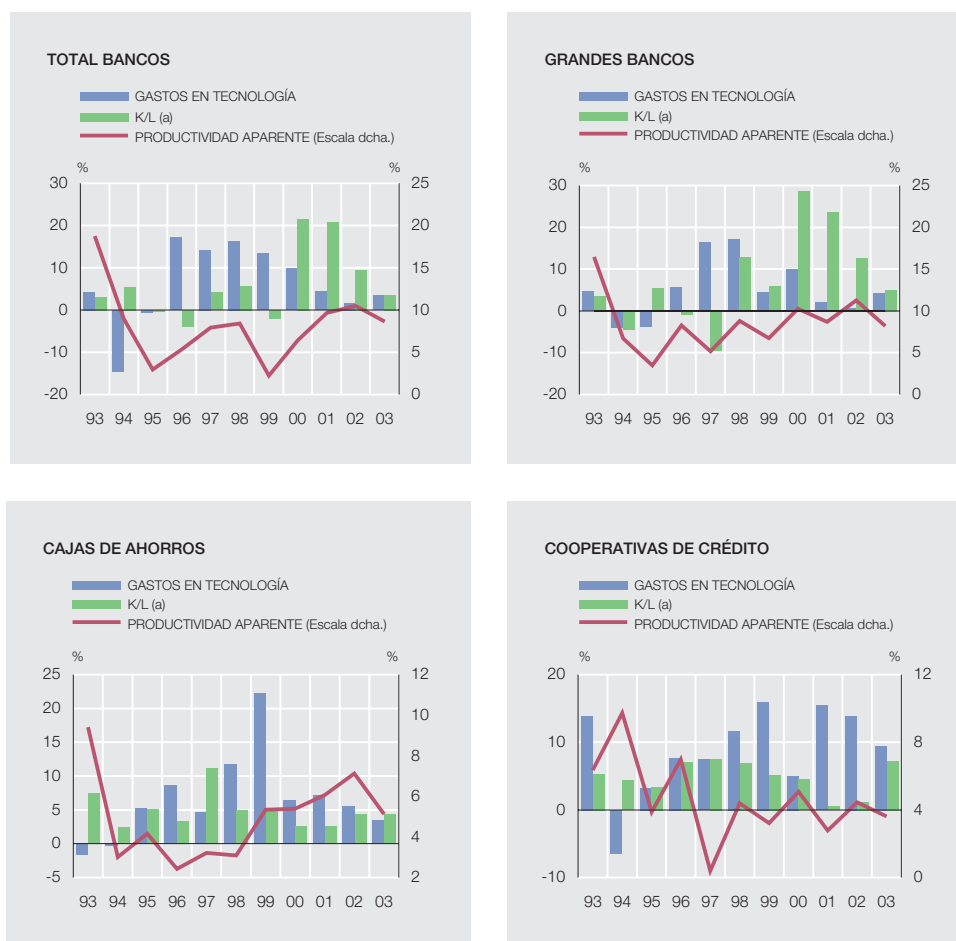 TOTAL BANCOS
GASTOS EN TECNOLOGÍA
K/L (a)
PRODUCTIVIDAD APARENTE (Escala dcha.)
% %
30 25
20 20
10 15
0 10
-10 5
-20 0
93 94 95 96 97 98 99 00 01 02 03
GRANDES BANCOS
GASTOS EN TECNOLOGÍA
K/L (a)
PRODUCTIVIDAD APARENTE (Escala dcha.)
% %
30 25
20 20
10 15
0 10
-10 5
-20 0
93 94 95 96 97 98 99 00 01 02 03
CAJAS DE AHORROS
GASTOS EN TECNOLOGÍA
K/L (a)
PRODUCTIVIDAD APARENTE (Escala dcha.)
% %
25 12
20 10
15 8
10 6
5 4
0 2
-5
93 94 95 96 97 98 99 00 01 02 03
COOPERATIVAS DE CRÉDITO
GASTOS EN TECNOLOGÍA
K/L (a)
PRODUCTIVIDAD APARENTE (Escala dcha.)
% %
20 12
10 8
0 4
-10 0
93 94 95 96 97 98 99 00 01 02 03